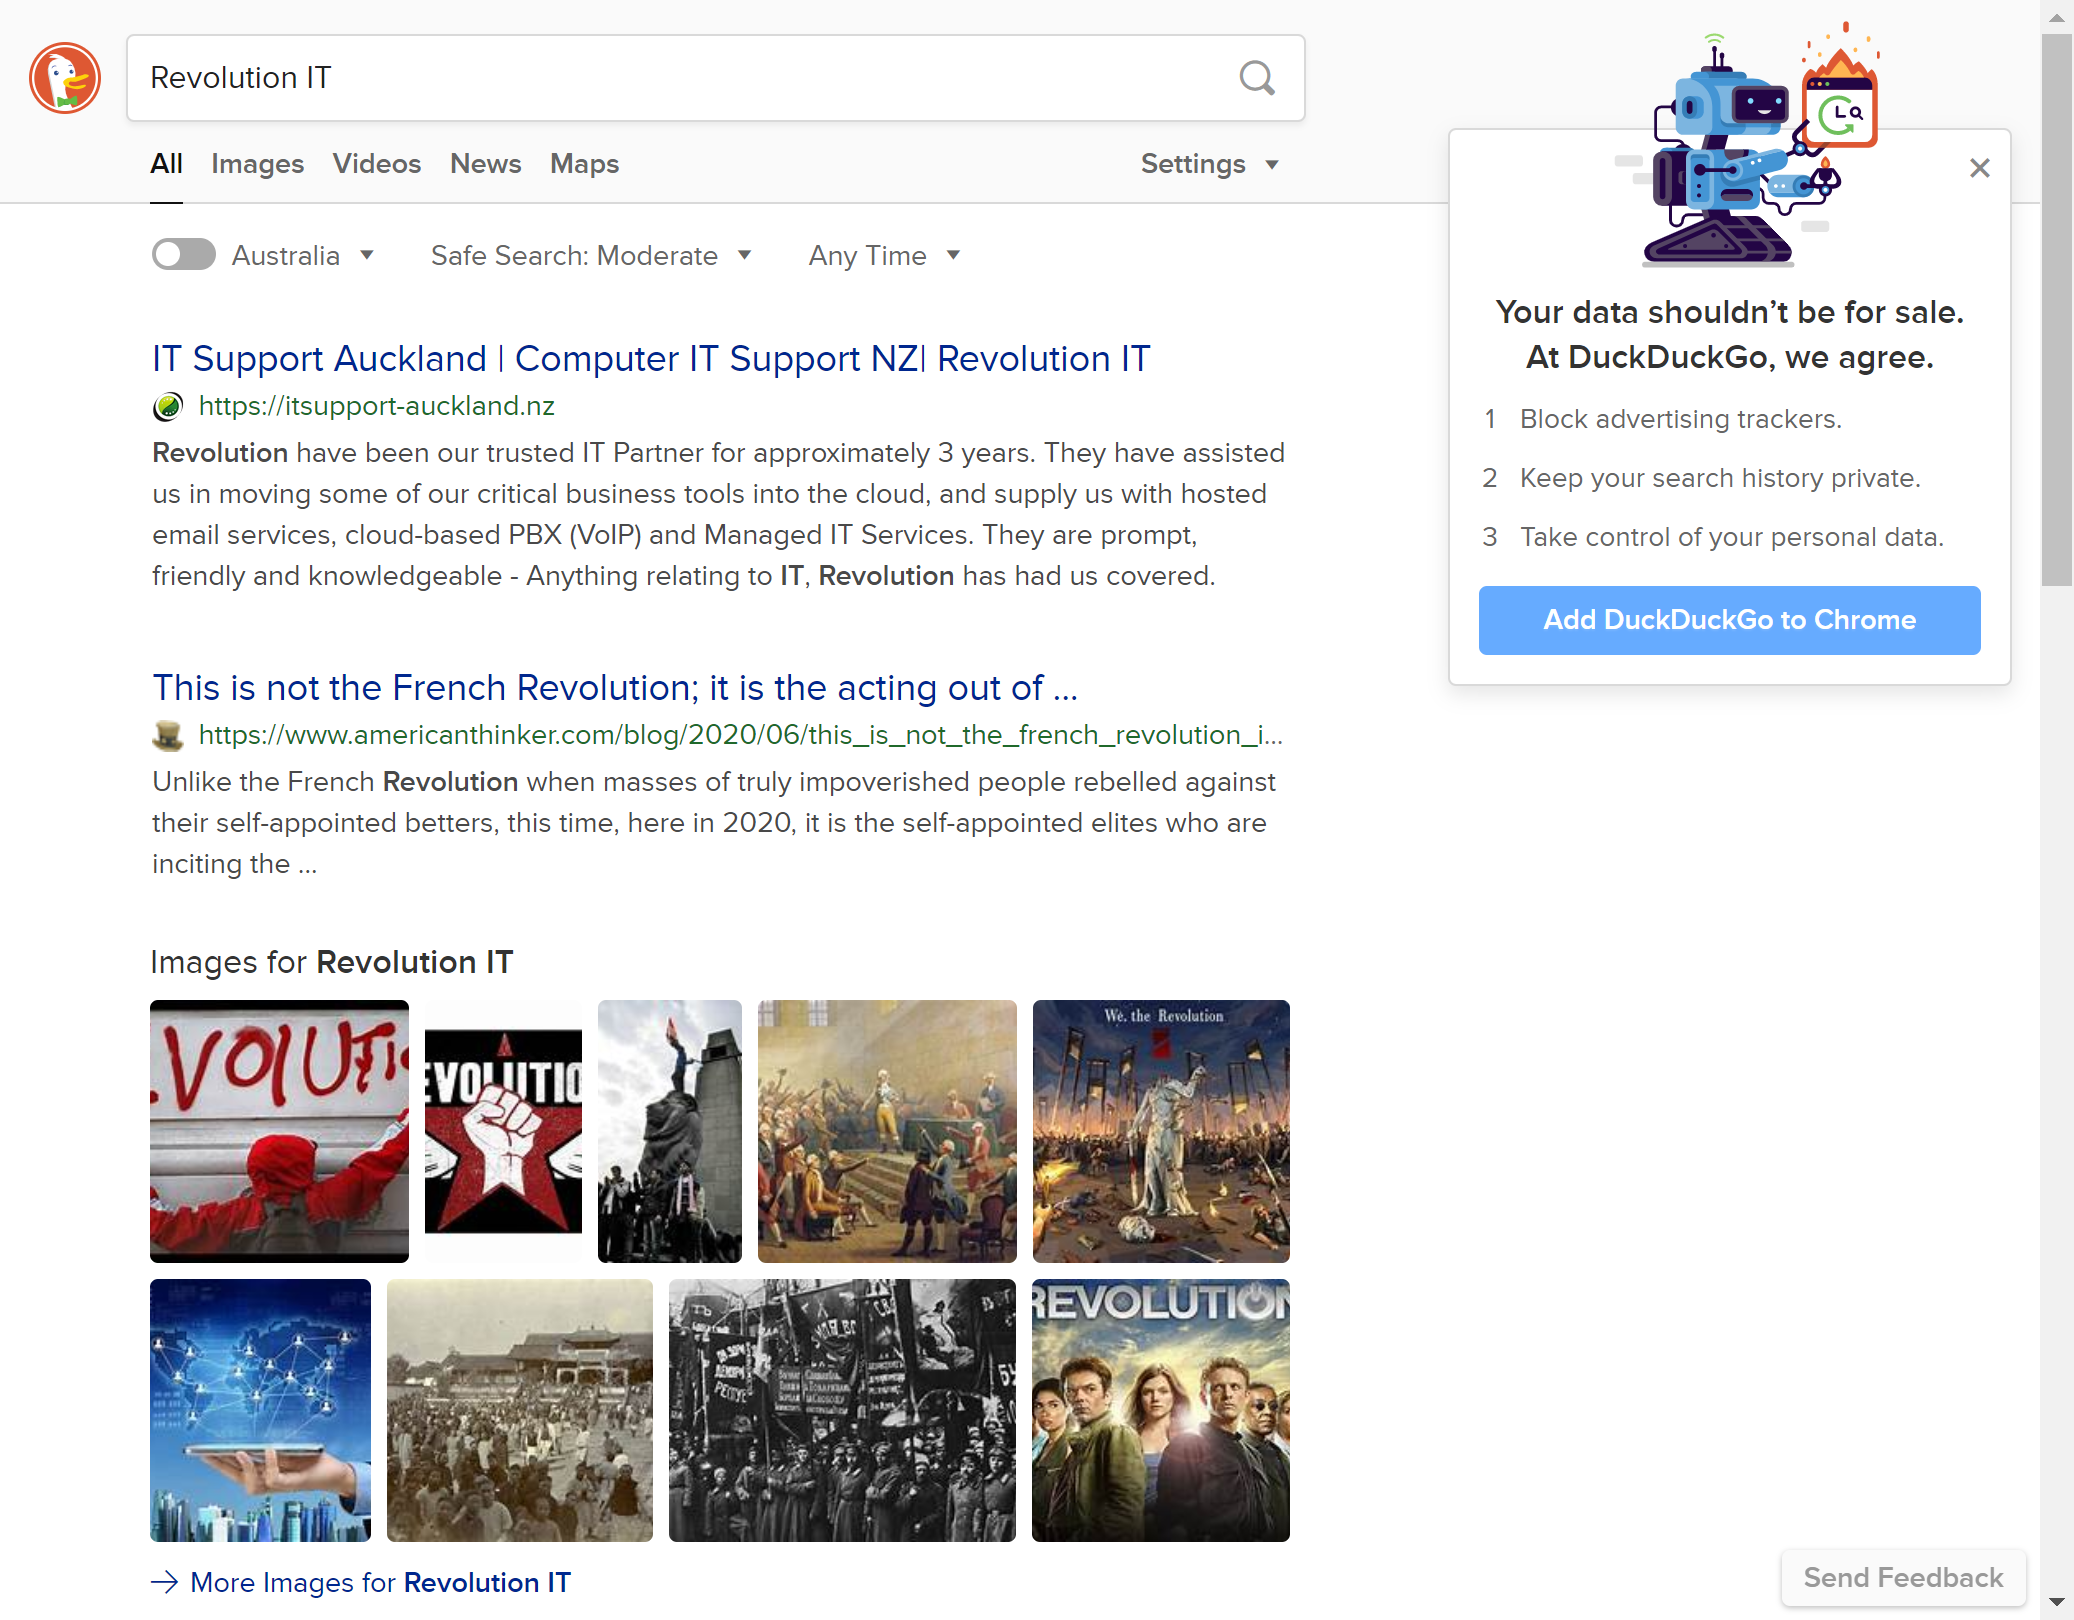 Revolution IT
All Images Videos News Maps Settings
Australia Safe Search: Moderate Any Time
IT Support Auckland | Computer IT Support NZ| Revolution IT
https://itsupport-auckland.nz
Revolution have been our trusted IT Partner for approximately 3 years. They have assisted
us in moving some of our critical business tools into the cloud, and supply us with hosted
email services, cloud-based PBX (VoIP) and Managed IT Services. They are prompt,
friendly and knowledgeable - Anything relating to IT, Revolution has had us covered.
This is not the French Revolution; it is the acting out of ...
https://www.americanthinker.com/blog/2020/06/this_is_not_the_french_revolution_i...
Unlike the French Revolution when masses of truly impoverished people rebelled against
their self-appointed betters, this time, here in 2020, it is the self-appointed elites who are
inciting the ...
Images for Revolution IT
VOlUTi
EVOLUTIO
We. the Revolution
REVOLUTION
More Images for Revolution IT
Your data shouldn't be for sale.
At DuckDuckGo, we agree.
1 Block advertising trackers.
2 Keep your search history private.
3 Take control of your personal data.
Add DuckDuckGo to Chrome
Send Feedback